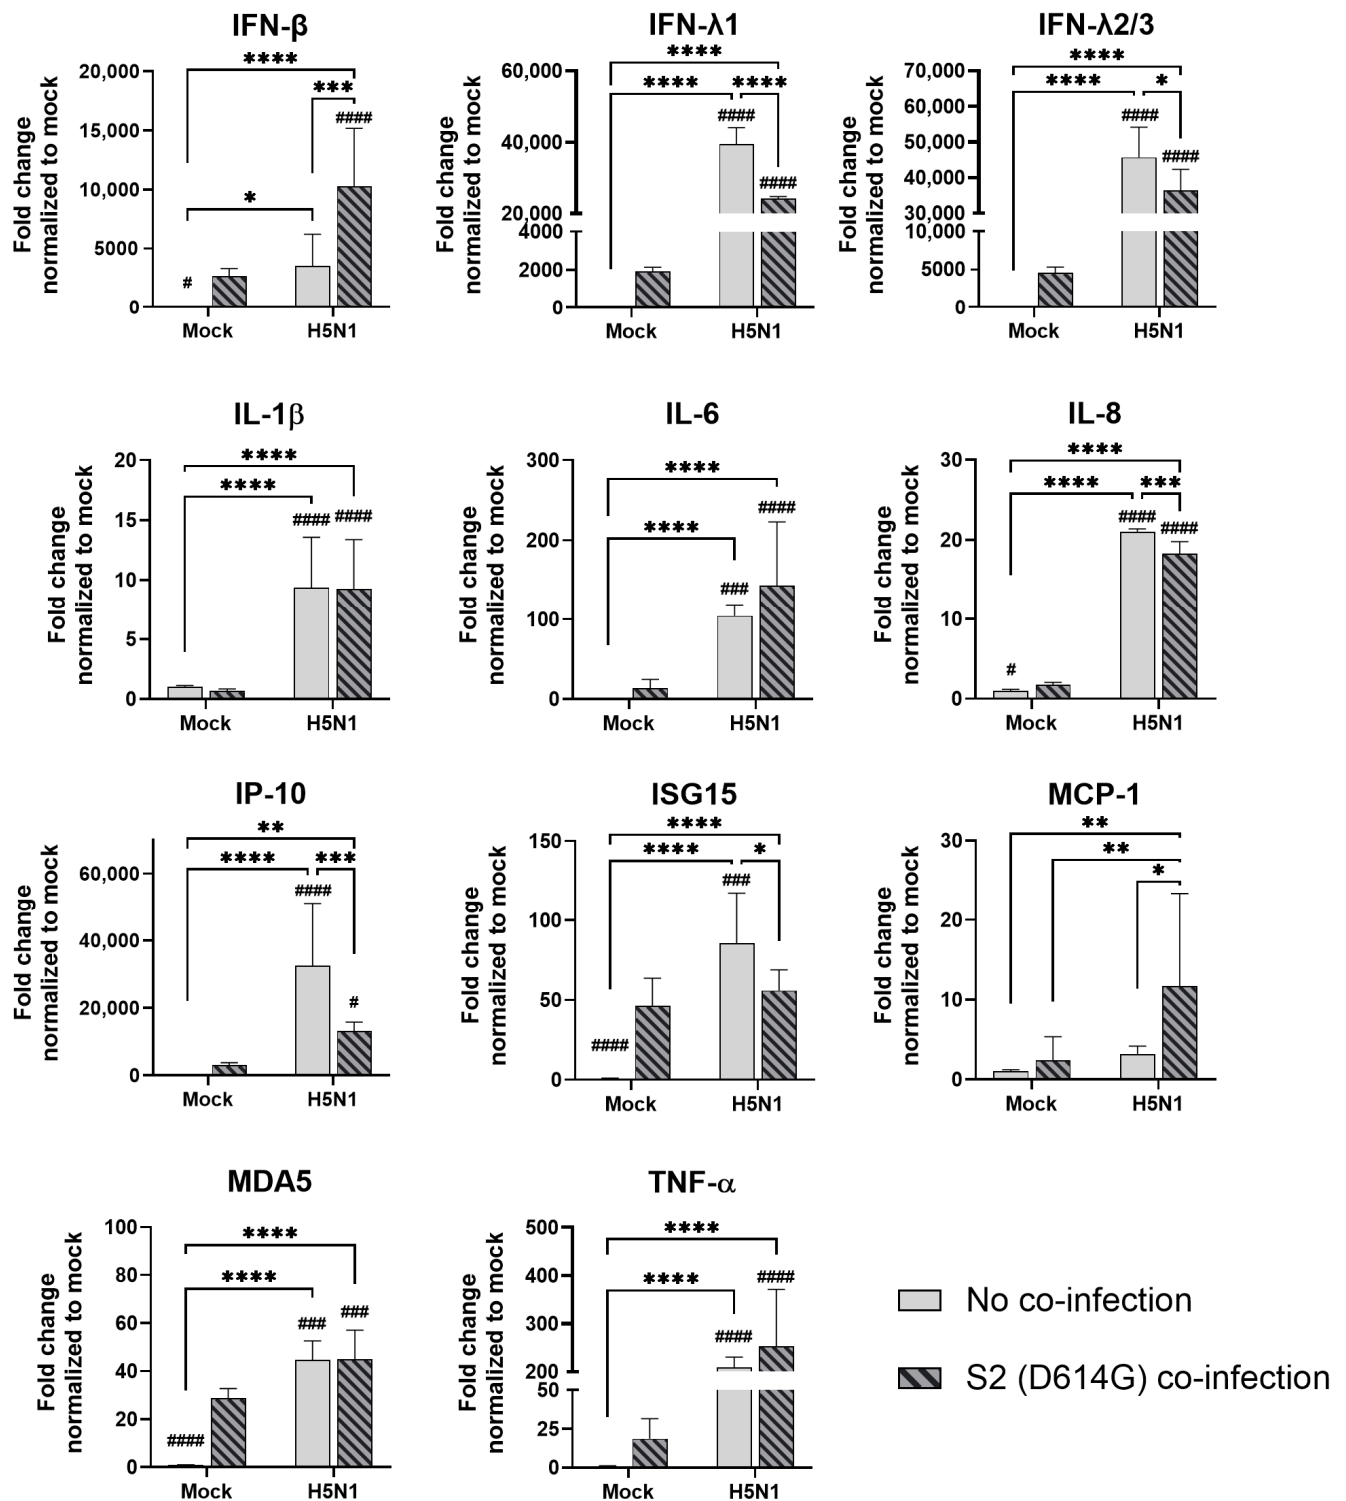 IFN-β
Fold change
normalized to mock
20,000
15,000
10,000
5000
0
****
***
####
*
#
Mock
H5N1
IFN-λ1
Fold change
normalized to mock
60,000
40,000
20,000
4000
2000
0
****
****
****
####
####
Mock
H5N1
IFN-λ2/3
Fold change
normalized to mock
70,000
60,000
50,000
40,000
30,000
10,000
5000
0
****
****
*
####
####
Mock
H5N1
IL-1β
Fold change
normalized to mock
20
15
10
5
0
****
****
####
####
Mock
H5N1
IL-6
Fold change
normalized to mock
300
200
100
0
****
****
####
###
Mock
H5N1
IL-8
Fold change
normalized to mock
30
20
10
0
****
****
***
####
####
#
Mock
H5N1
IP-10
Fold change
normalized to mock
60,000
40,000
20,000
0
**
****
***
####
#
Mock
H5N1
ISG15
Fold change
normalized to mock
150
100
50
0
****
****
*
###
####
Mock
H5N1
MCP-1
Fold change
normalized to mock
30
20
10
0
**
**
*
Mock
H5N1
MDA5
Fold change
normalized to mock
100
80
60
40
20
0
****
****
###
###
####
Mock
H5N1
TNF-α
Fold change
normalized to mock
500
400
300
200
50
25
0
****
****
####
####
Mock
H5N1
No co-infection
S2 (D614G) co-infection